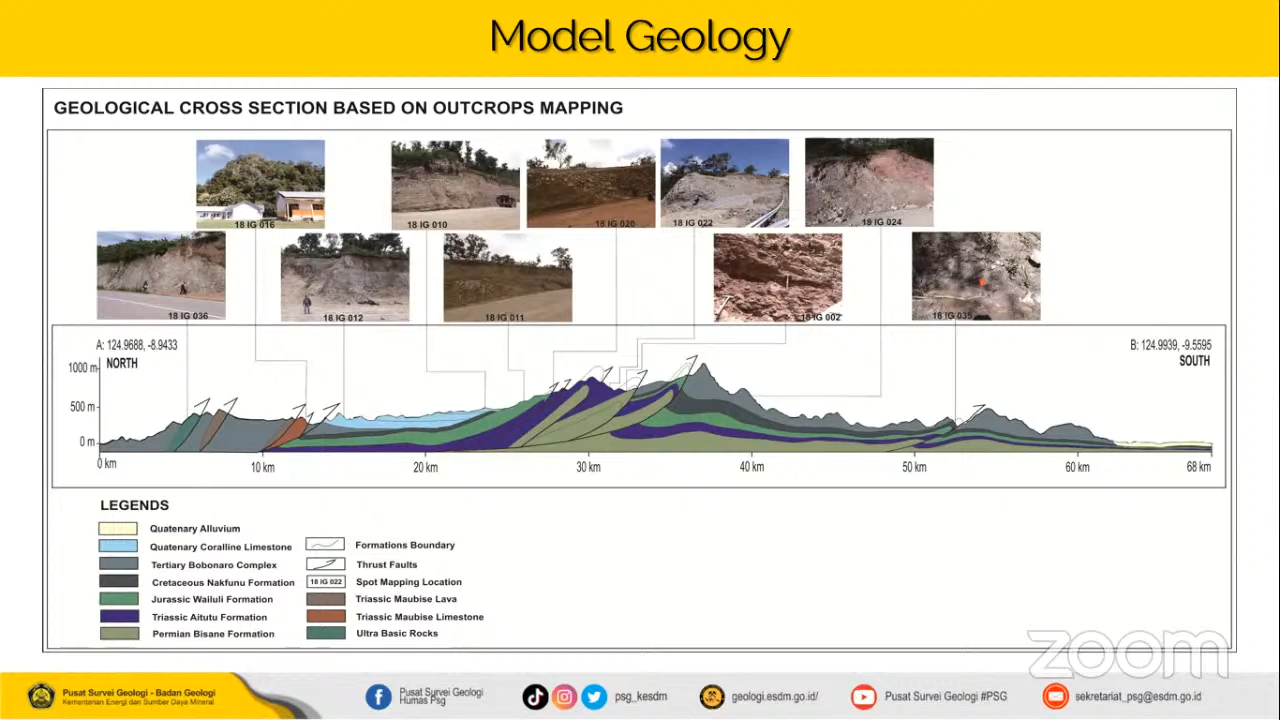 Model Geology
GEOLOGICAL CROSS SECTION BASED ON OUTCROPS MAPPING
18 IG 016
18 IG 010
18 IG 020
18 IG 022
18 IG 024
18 IG 036
18 IG 012
18 IG 011
18 IG 002
18 IG 035
A: 124.9688, -8.9433
NORTH
B: 124.9939, -9.5595
SOUTH
1000 m
500 m
0 m
0 km
10 km
20 km
30 km
40 km
50 km
60 km
68 km
LEGENDS
Quatenary Alluvium
Quatenary Coralline Limestone
Tertiary Bobonaro Complex
Cretaceous Nakfunu Formation
Jurassic Wailuli Formation
Triassic Aitutu Formation
Permian Bisane Formation
Formations Boundary
Thrust Faults
18 IG 022
Spot Mapping Location
Triassic Maubise Lava
Triassic Maubise Limestone
Ultra Basic Rocks
zoom
Pusat Survei Geologi - Badan Geologi
Kementerian Energi dan Sumber Daya Mineral
Pusat Survei Geologi
Humas Psg
psg_kesdm
geologi.esdm.go.id/
Pusat Survei Geologi #PSG
sekretariat_psg@esdm.go.id